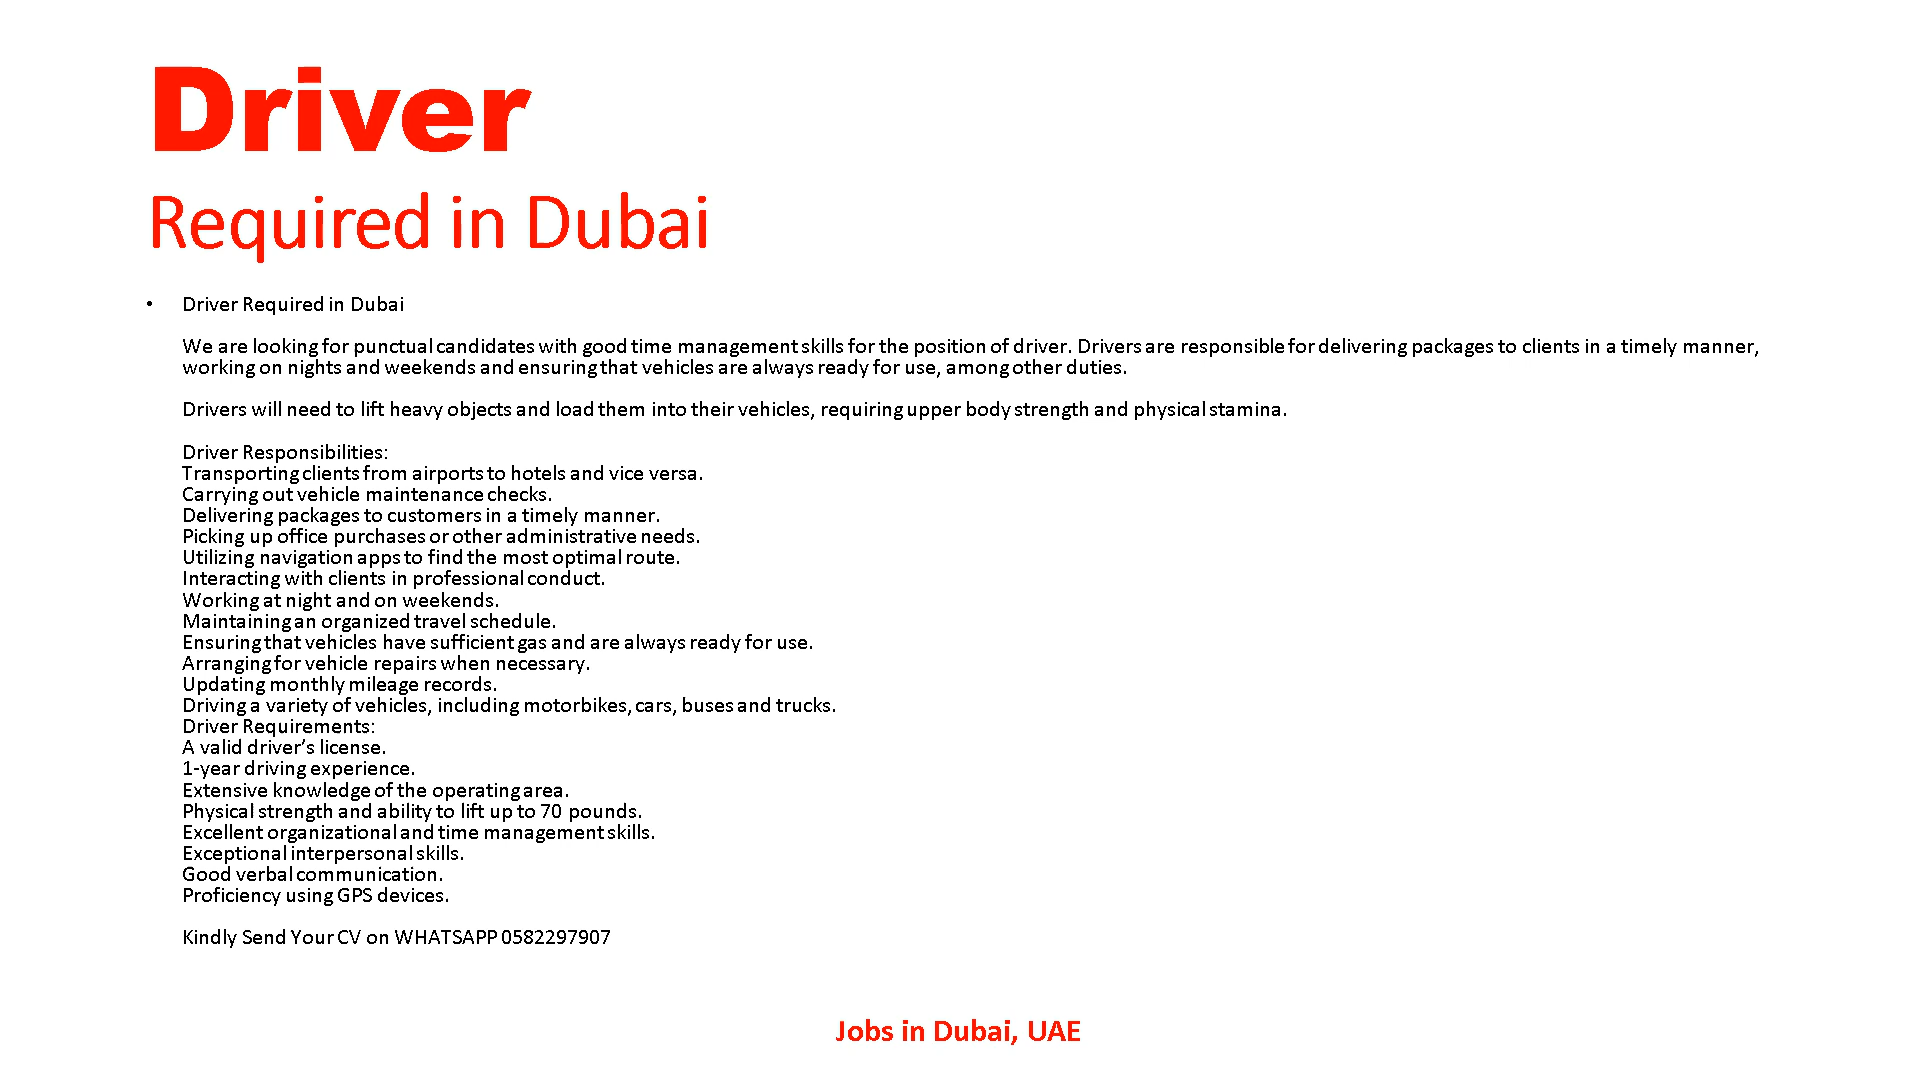 Driver
Required in Dubai
• Driver Required in Dubai
We are looking for punctual candidates with good time management skills for the position of driver. Drivers are responsible for delivering packages to clients in a timely manner,
working on nights and weekends and ensuring that vehicles are always ready for use, among other duties.
Drivers will need to lift heavy objects and load them into their vehicles, requiring upper body strength and physical stamina.
Driver Responsibilities:
Transporting clients from airports to hotels and vice versa.
Carrying out vehicle maintenance checks.
Delivering packages to customers in a timely manner.
Picking up office purchases or other administrative needs.
Utilizing navigation apps to find the most optimal route.
Interacting with clients in professional conduct.
Working at night and on weekends.
Maintaining an organized travel schedule.
Ensuring that vehicles have sufficient gas and are always ready for use.
Arranging for vehicle repairs when necessary.
Updating monthly mileage records.
Driving a variety of vehicles, including motorbikes, cars, buses and trucks.
Driver Requirements:
A valid driver’s license.
1-year driving experience.
Extensive knowledge of the operating area.
Physical strength and ability to lift up to 70 pounds.
Excellent organizational and time management skills.
Exceptional interpersonal skills.
Good verbal communication.
Proficiency using GPS devices.
Kindly Send Your CV on WHATSAPP 0582297907
Jobs in Dubai, UAE